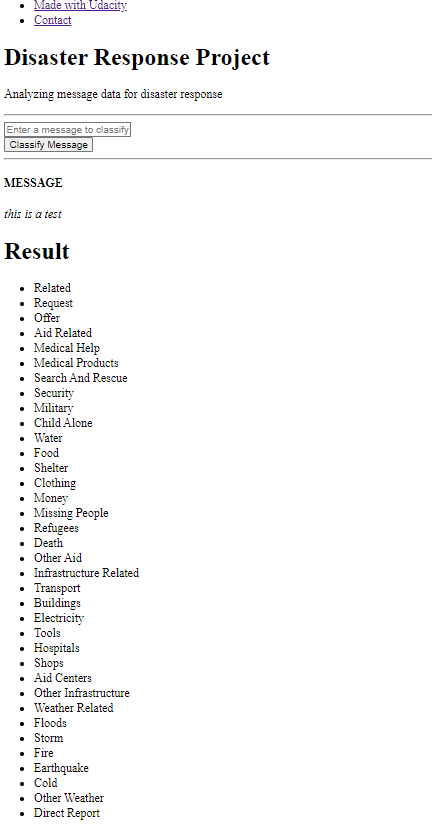 Made with Udacity
Contact
Disaster Response Project
Analyzing message data for disaster response
Enter a message to classify
Classify Message
MESSAGE
this is a test
Result
Related
Request
Offer
Aid Related
Medical Help
Medical Products
Search And Rescue
Security
Military
Child Alone
Water
Food
Shelter
Clothing
Money
Missing People
Refugees
Death
Other Aid
Infrastructure Related
Transport
Buildings
Electricity
Tools
Hospitals
Shops
Aid Centers
Other Infrastructure
Weather Related
Floods
Storm
Fire
Earthquake
Cold
Other Weather
Direct Report